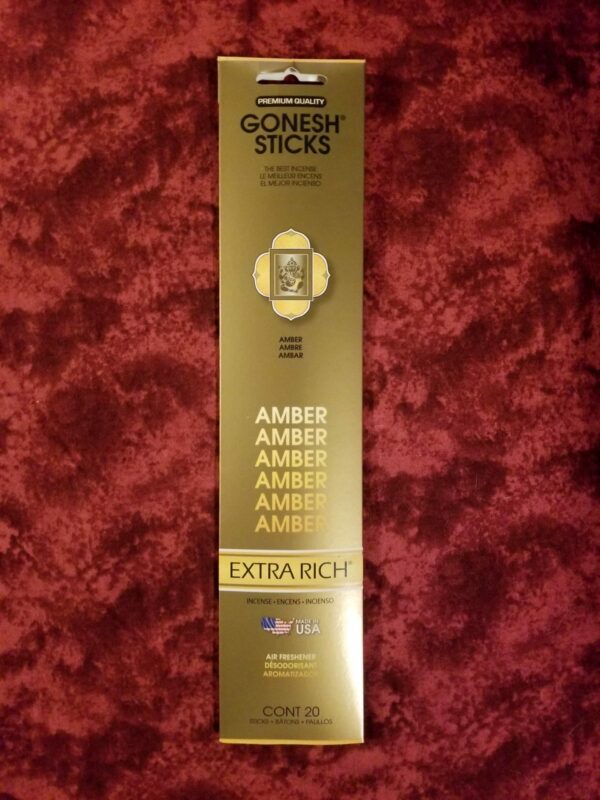 PREMIUM QUALITY
GONESH®
STICKS
THE BEST INCENSE
LE MEILLEUR ENCENS
EL MEJOR INCIENSO
AMBER
AMBRE
AMBAR
AMBER
AMBER
AMBER
AMBER
AMBER
AMBER
EXTRA RICH®
INCENSE • ENCENS • INCIENSO
MADE IN
USA
AIR FRESHENER
DÉSODORISANT
AROMATIZADOR
CONT 20
STICKS • BÂTONS • PALILLOS